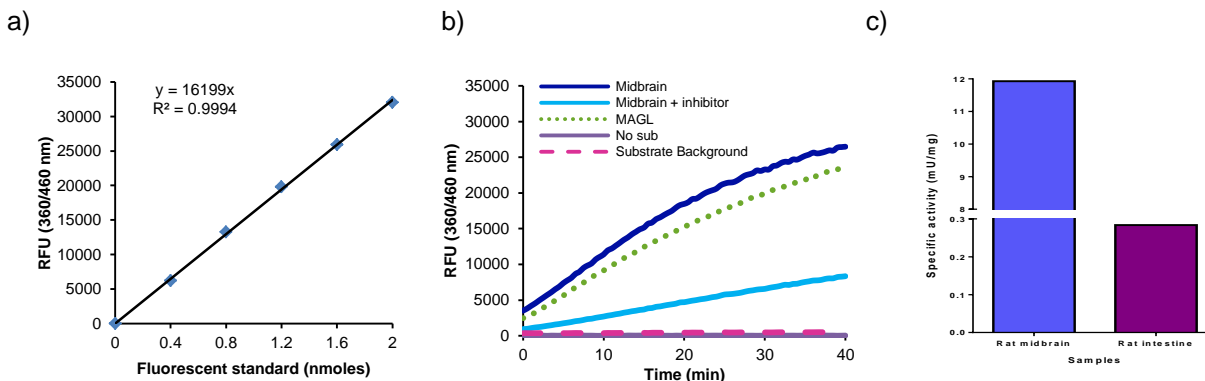 a)
y = 16199x
R² = 0.9994
RFU (360/460 nm)
35000
30000
25000
20000
15000
10000
5000
0
0 0.4 0.8 1.2 1.6 2
Fluorescent standard (nmoles)
b)
RFU (360/460 nm)
35000
30000
25000
20000
15000
10000
5000
0
Midbrain
Midbrain + inhibitor
MAGL
No sub
Substrate Background
0 10 20 30 40
Time (min)
c)
Specific activity (mU/mg)
12
11
10
9
8
0.3
0.2
0.1
0.0
Rat midbrain Rat intestine
Samples